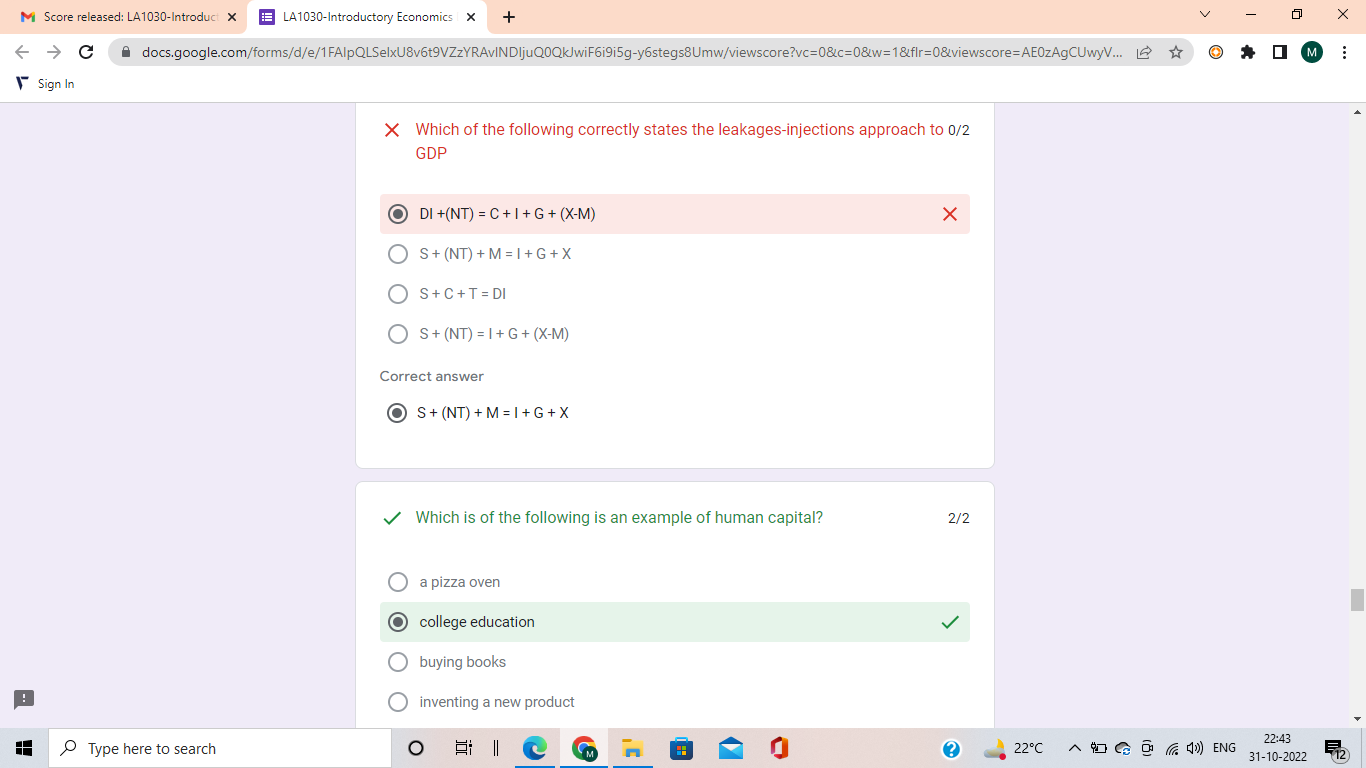 Score released: LA1030-Introduct
LA1030-Introductory Economics
docs.google.com/forms/d/e/1FAIpQLSelxU8v6t9VZzYRAvINDIjuQ0QkJwiF6i9i5g-y6stegs8Umw/viewscore?vc=0&c=0&w=1&flr=0&viewscore=AE0zAgCUwyV...
M
Sign In
Which of the following correctly states the leakages-injections approach to 0/2
GDP
DI +(NT) = C + I + G + (X-M)
S + (NT) + M = I + G + X
S + C + T = DI
S + (NT) = I + G + (X-M)
Correct answer
S + (NT) + M = I + G + X
Which is of the following is an example of human capital? 2/2
a pizza oven
college education
buying books
inventing a new product
Type here to search
M
22°C
ENG
22:43
31-10-2022
12